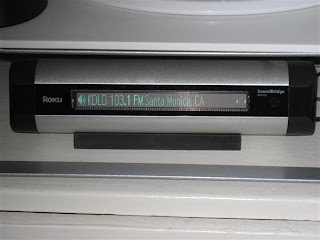 Roku
KDLD 103.1 FM Santa Monica, CA
SoundBridge